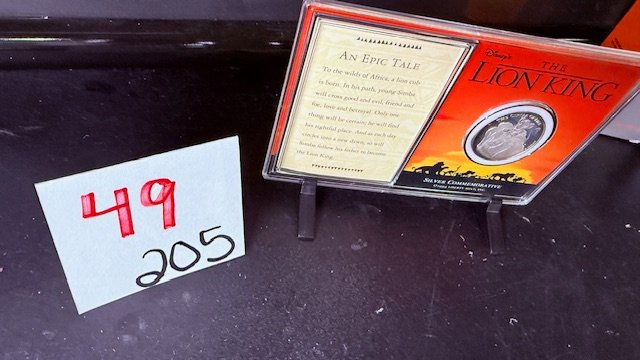 49
205
AN EPIC TALE
To the wilds of Africa, a lion cub
is born. In his path, young Simba
will cross good and evil, friend and
foe, love and betrayal. Only one
thing will be certain; he will find
his rightful place. And as each day
circles into a new dawn, so will
Simba follow his father to become
the Lion King.
Disney's
THE
LION KING
SILVER COMMEMORATIVE
LIBERTY MINT, INC.